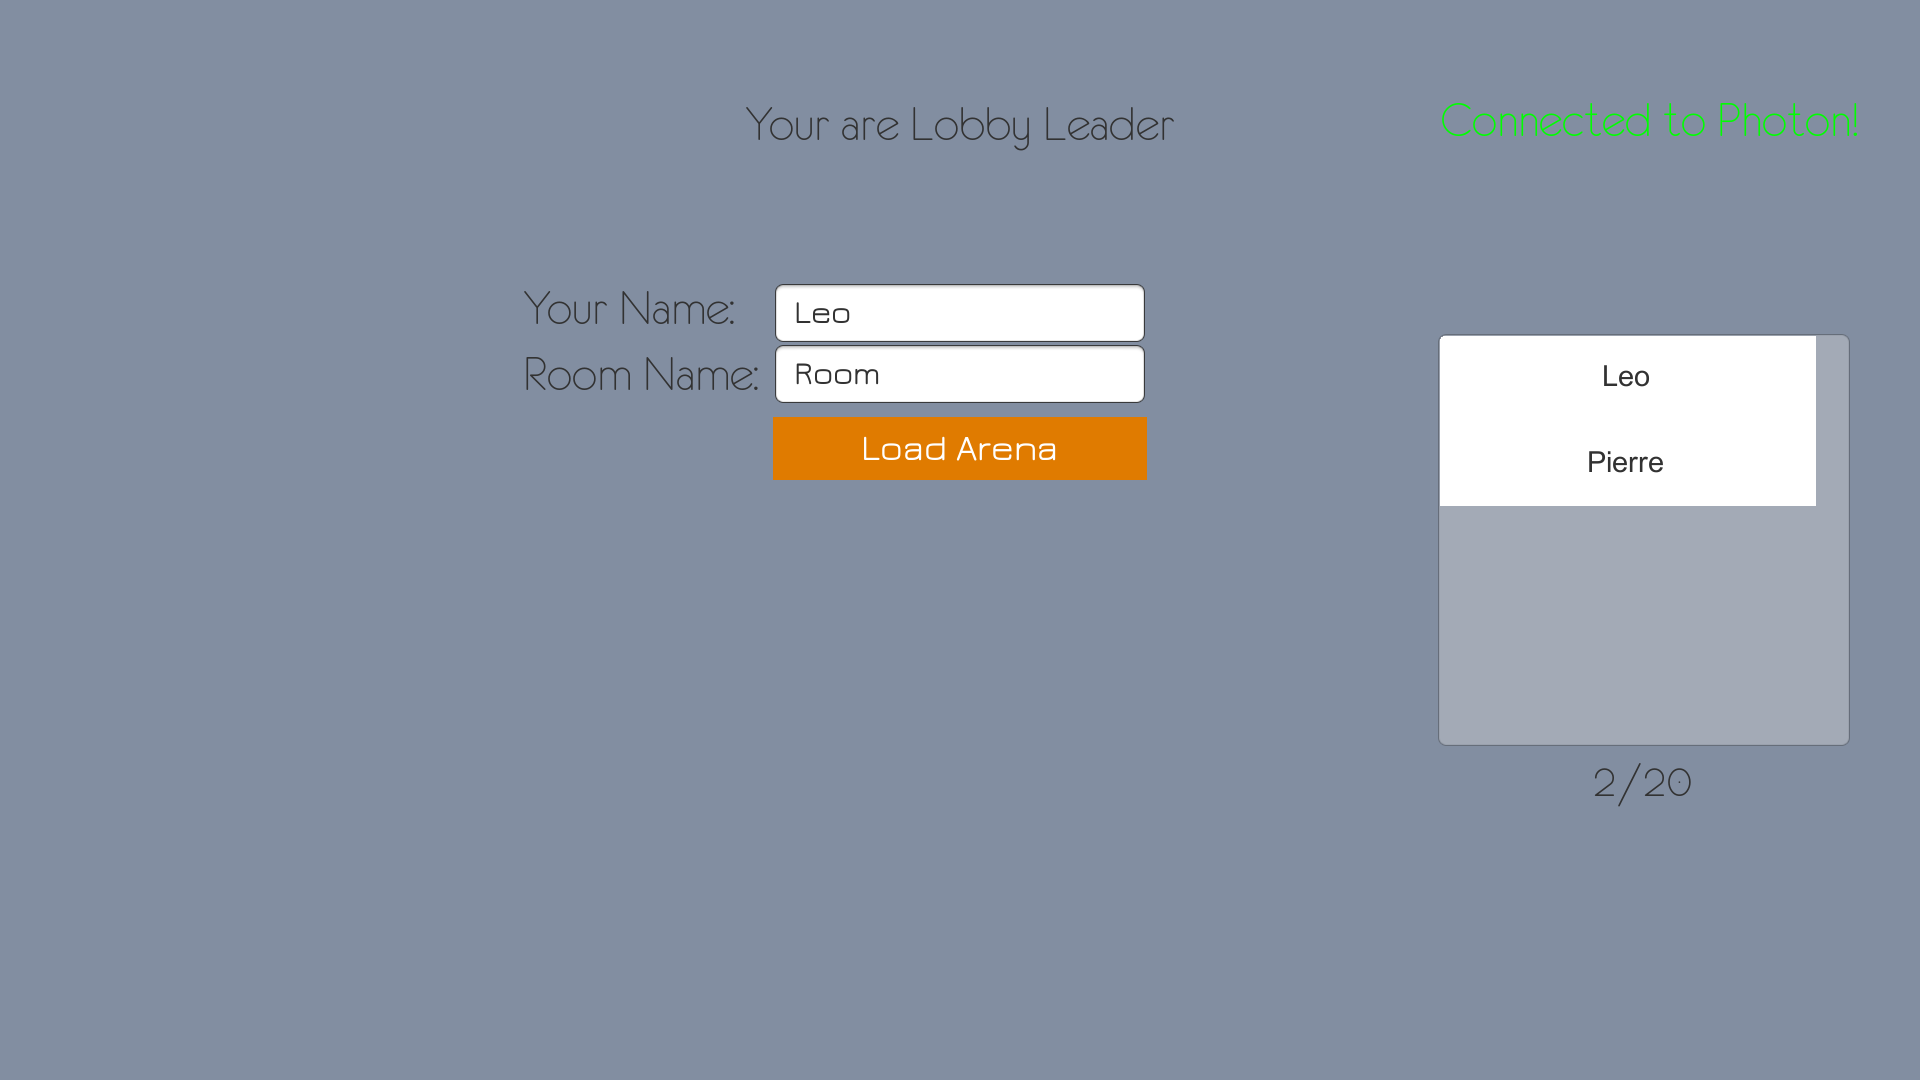 Your are Lobby Leader
Connected to Photon!
Your Name:
Leo
Room Name:
Room
Load Arena
Leo
Pierre
2/20